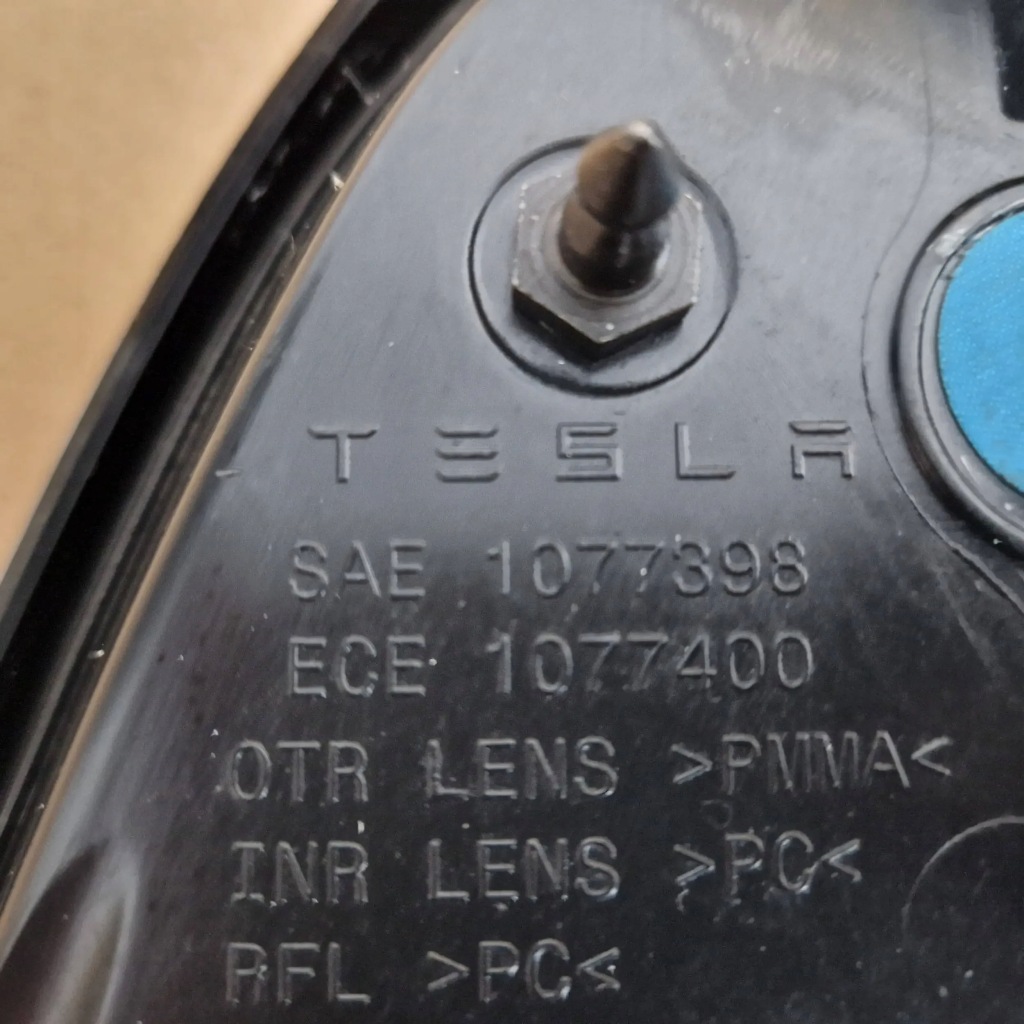 TESLA
SAE 1077398
ECE 1077400
OTR LENS >PMMA<
INR LENS >PC<
RFL >PC<